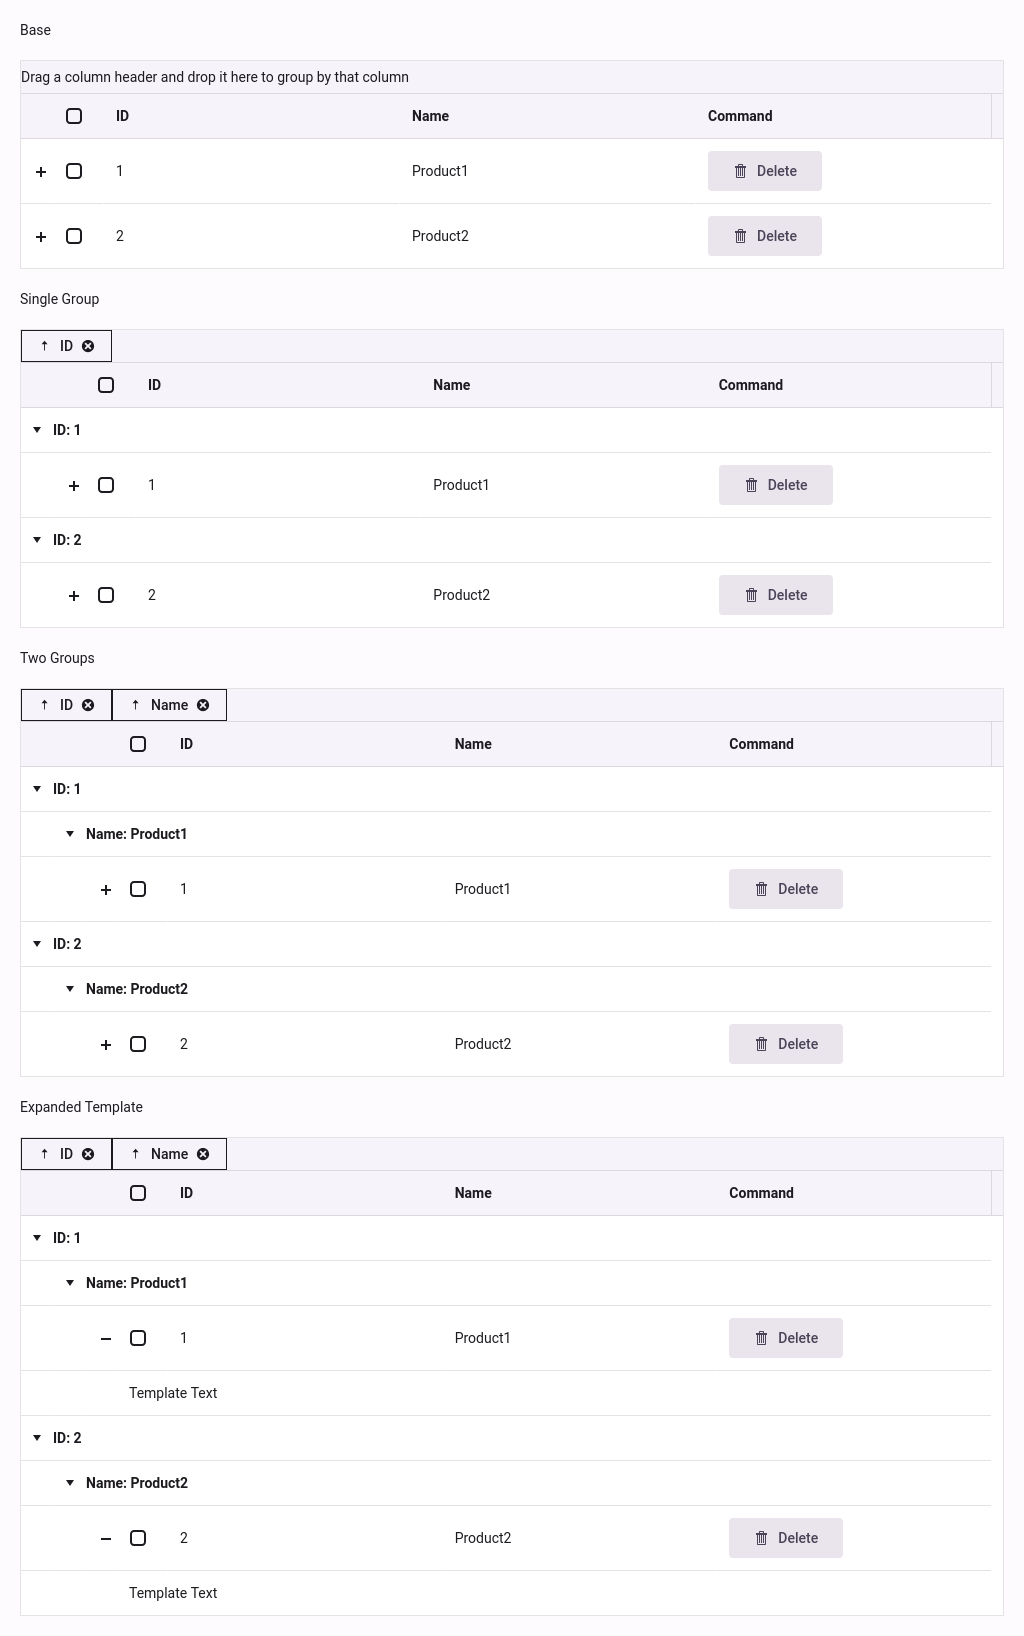 Base
Drag a column header and drop it here to group by that column
ID Name Command
1 Product1 Delete
2 Product2 Delete
Single Group
ID
ID Name Command
ID: 1
1 Product1 Delete
ID: 2
2 Product2 Delete
Two Groups
ID Name
ID Name Command
ID: 1
Name: Product1
1 Product1 Delete
ID: 2
Name: Product2
2 Product2 Delete
Expanded Template
ID Name
ID Name Command
ID: 1
Name: Product1
1 Product1 Delete
Template Text
ID: 2
Name: Product2
2 Product2 Delete
Template Text